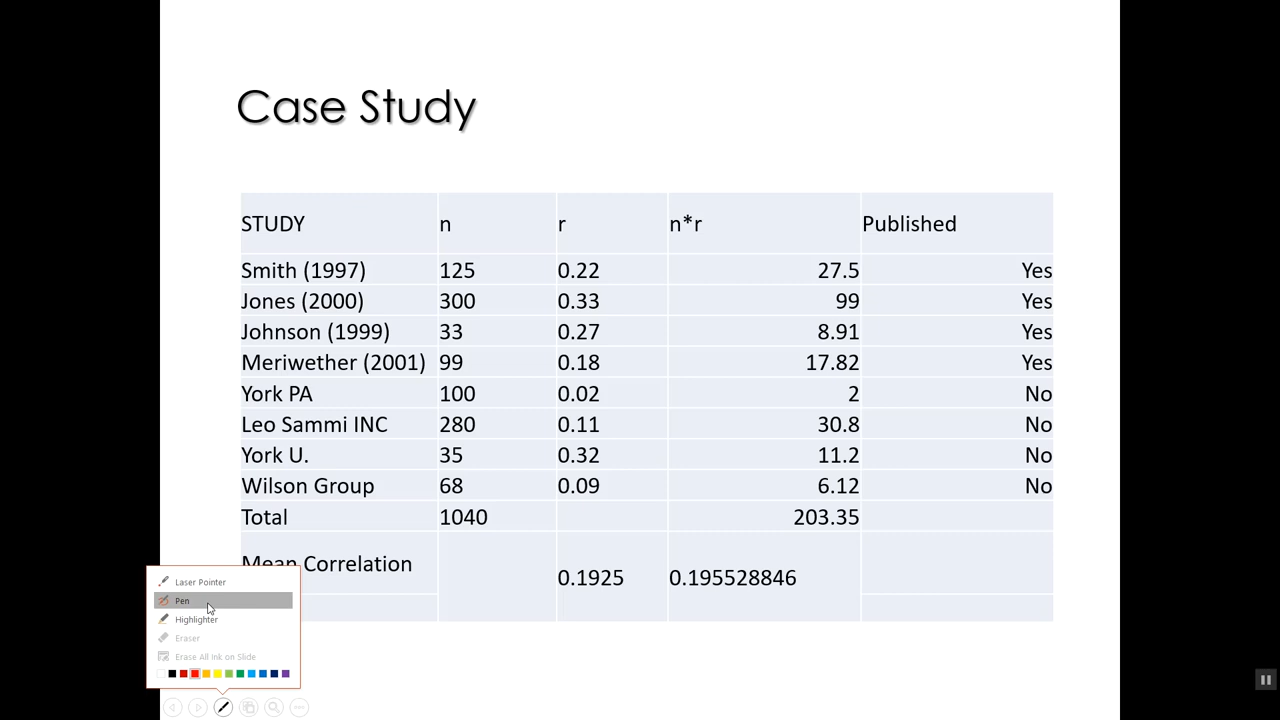 Case Study
STUDY n r n*r Published
Smith (1997) 125 0.22 27.5 Yes
Jones (2000) 300 0.33 99 Yes
Johnson (1999) 33 0.27 8.91 Yes
Meriwether (2001) 99 0.18 17.82 Yes
York PA 100 0.02 2 No
Leo Sammi INC 280 0.11 30.8 No
York U. 35 0.32 11.2 No
Wilson Group 68 0.09 6.12 No
Total 1040 203.35
Mean Correlation 0.1925 0.195528846
Laser Pointer
Pen
Highlighter
Eraser
Erase All Ink on Slide